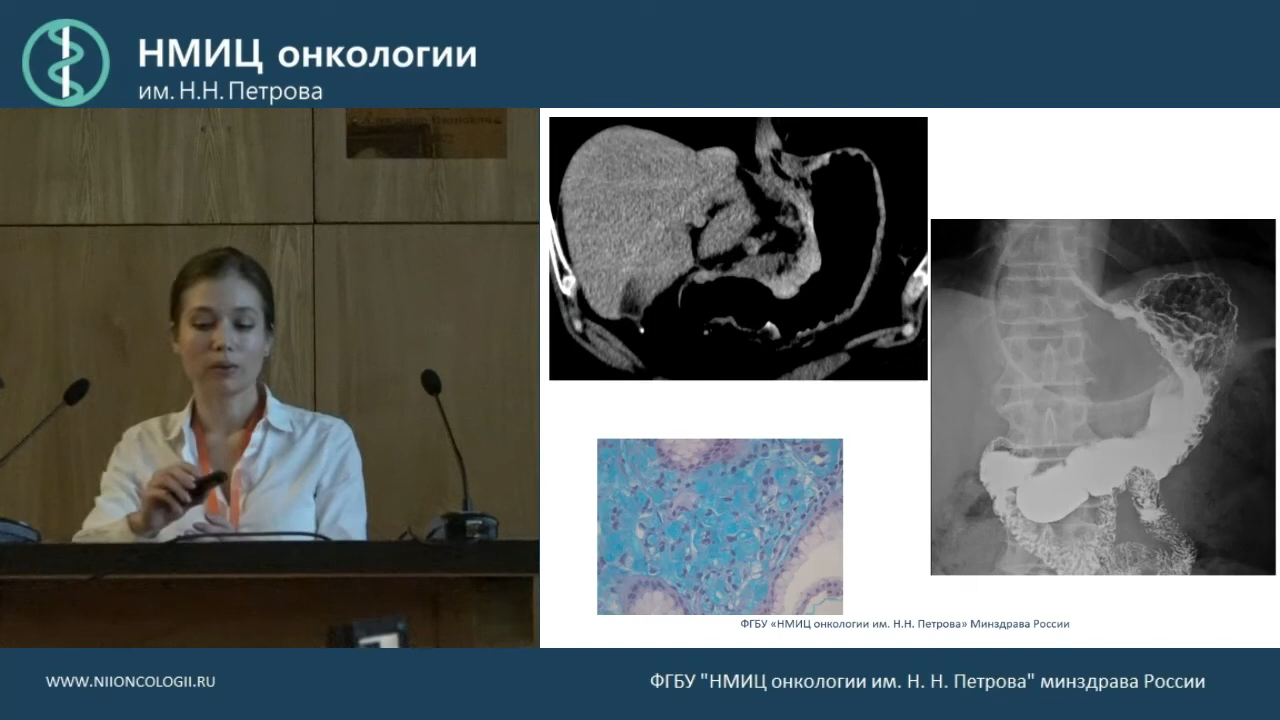 НМИЦ онкологии
им. Н.Н. Петрова
ФГБУ «НМИЦ онкологии им. Н.Н. Петрова» Минздрава России
WWW.NIIONCOLOGII.RU
ФГБУ "НМИЦ онкологии им. Н. Н. Петрова" минздрава России